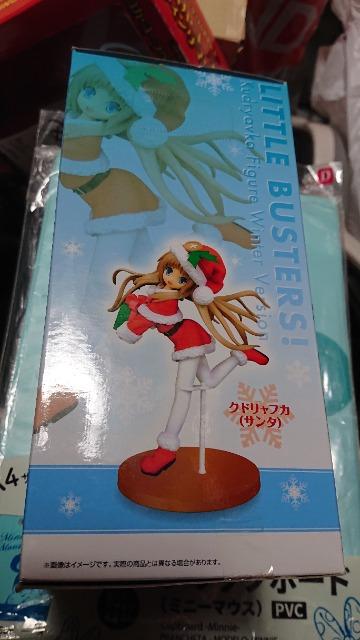 LITTLE BUSTERS!
Kudryavka Figure Winter Version
クドリャフカ
(サンタ)
※画像はイメージです。実際の商品とは異なる場合があります。
D
(ミニーマウス) PVC